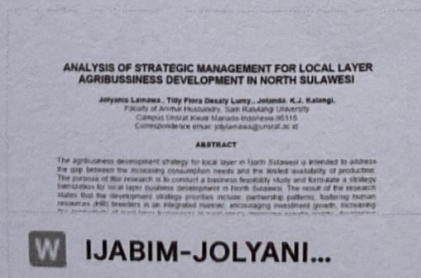 ANALYSIS OF STRATEGIC MANAGEMENT FOR LOCAL LAYER
AGRIBUSSINESS DEVELOPMENT IN NORTH SULAWESI
Jolyanis Lainawa., Tilly Flora Desaly Lumy., Jolanda. K.J. Kalangi.
Faculty of Animal Husbandry, Sam Ratulangi University
Campus Unsrat Kleak Manado-Indonesia-95115
Correspondence email: jolylainawa@unsrat.ac.id
ABSTRACT
The agribusiness development strategy for local layer in North Sulawesi is intended to address
the gap between the increasing consumption needs and the limited availability of production.
The purpose of this research is to conduct a business feasibility study and formulate a strategy
formulation for local layer business development in North Sulawesi. The result of the research
states that the development strategy priorities include: partnership patterns, fostering human
resources (HR) breeders in an integrated manner, encouraging investment growth, increasing
W IJABIM-JOLYANI...